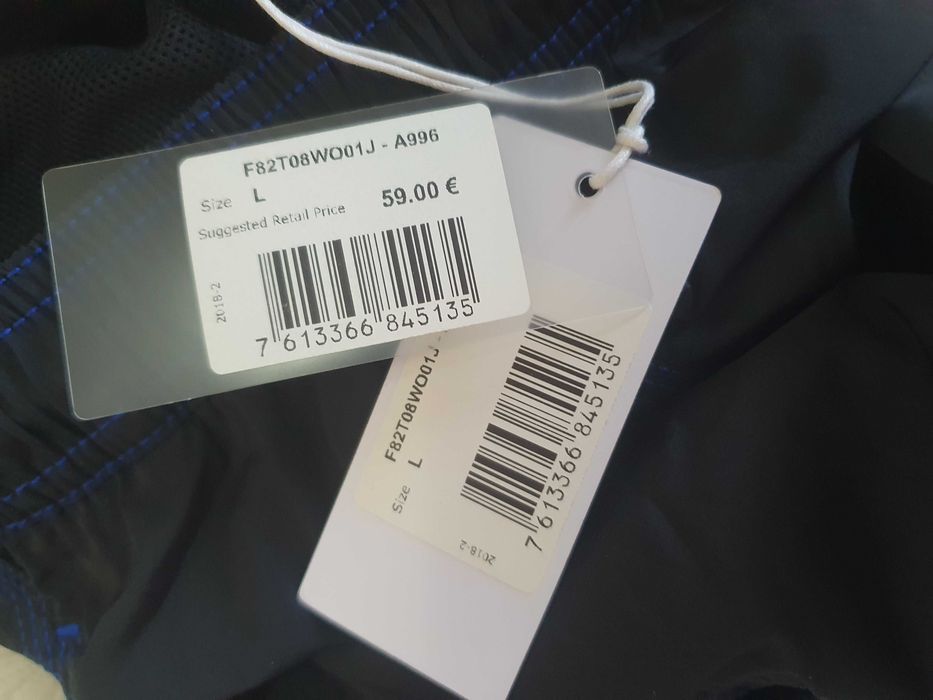 F82T08WO01J - A996
Size L
Suggested Retail Price 59.00 €
2018-2
7 613366 845135
F82T08WO01J
Size L
2018-2
7 613366 845135